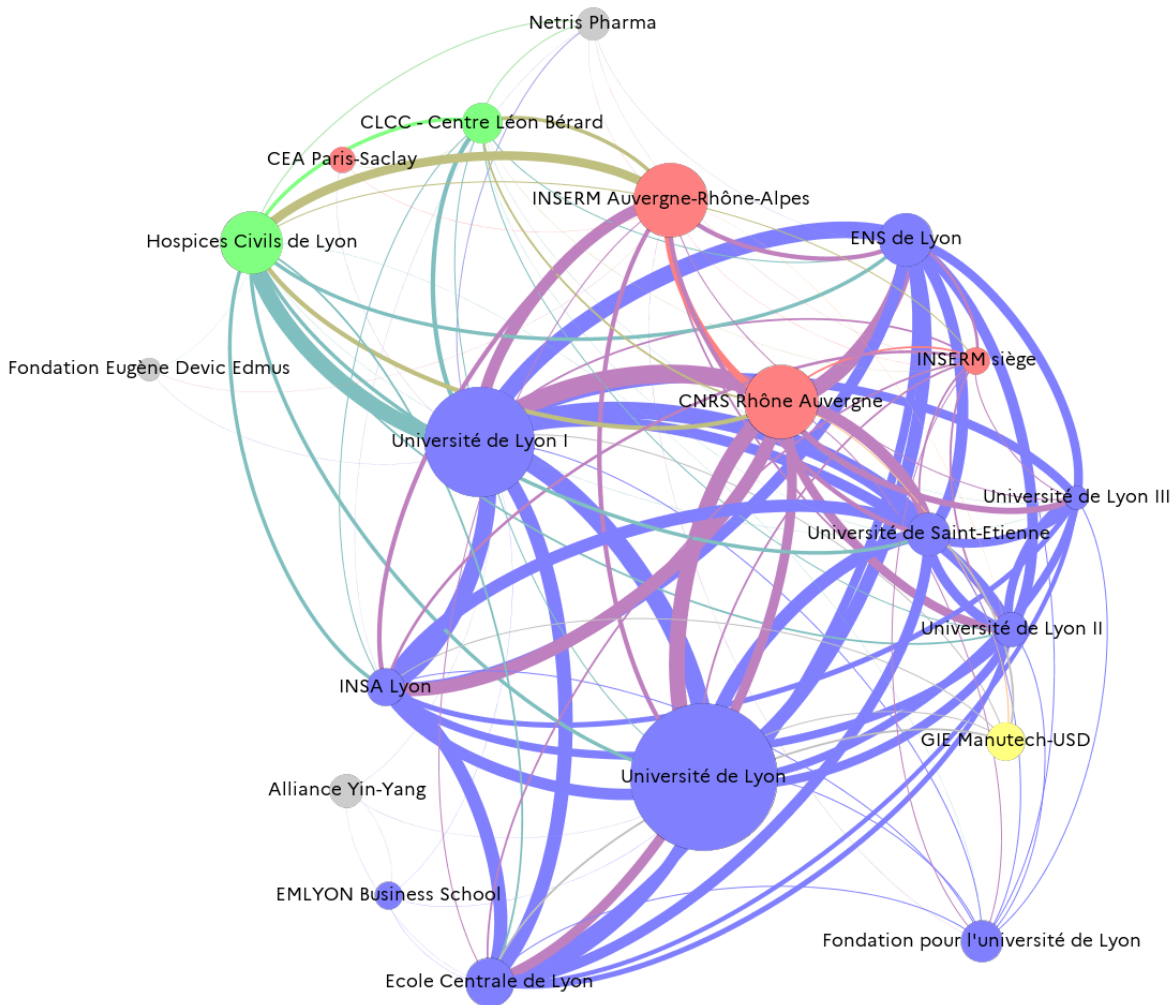 Netris Pharma
CLCC - Centre Léon Bérard
CEA Paris-Saclay
INSERM Auvergne-Rhône-Alpes
Hospices Civils de Lyon
ENS de Lyon
INSERM siège
Fondation Eugène Devic Edmus
CNRS Rhône Auvergne
Université de Lyon I
Université de Lyon III
Université de Saint-Etienne
Université de Lyon II
INSA Lyon
GIE Manutech-USD
Université de Lyon
Alliance Yin-Yang
EMLYON Business School
Fondation pour l'université de Lyon
Ecole Centrale de Lyon